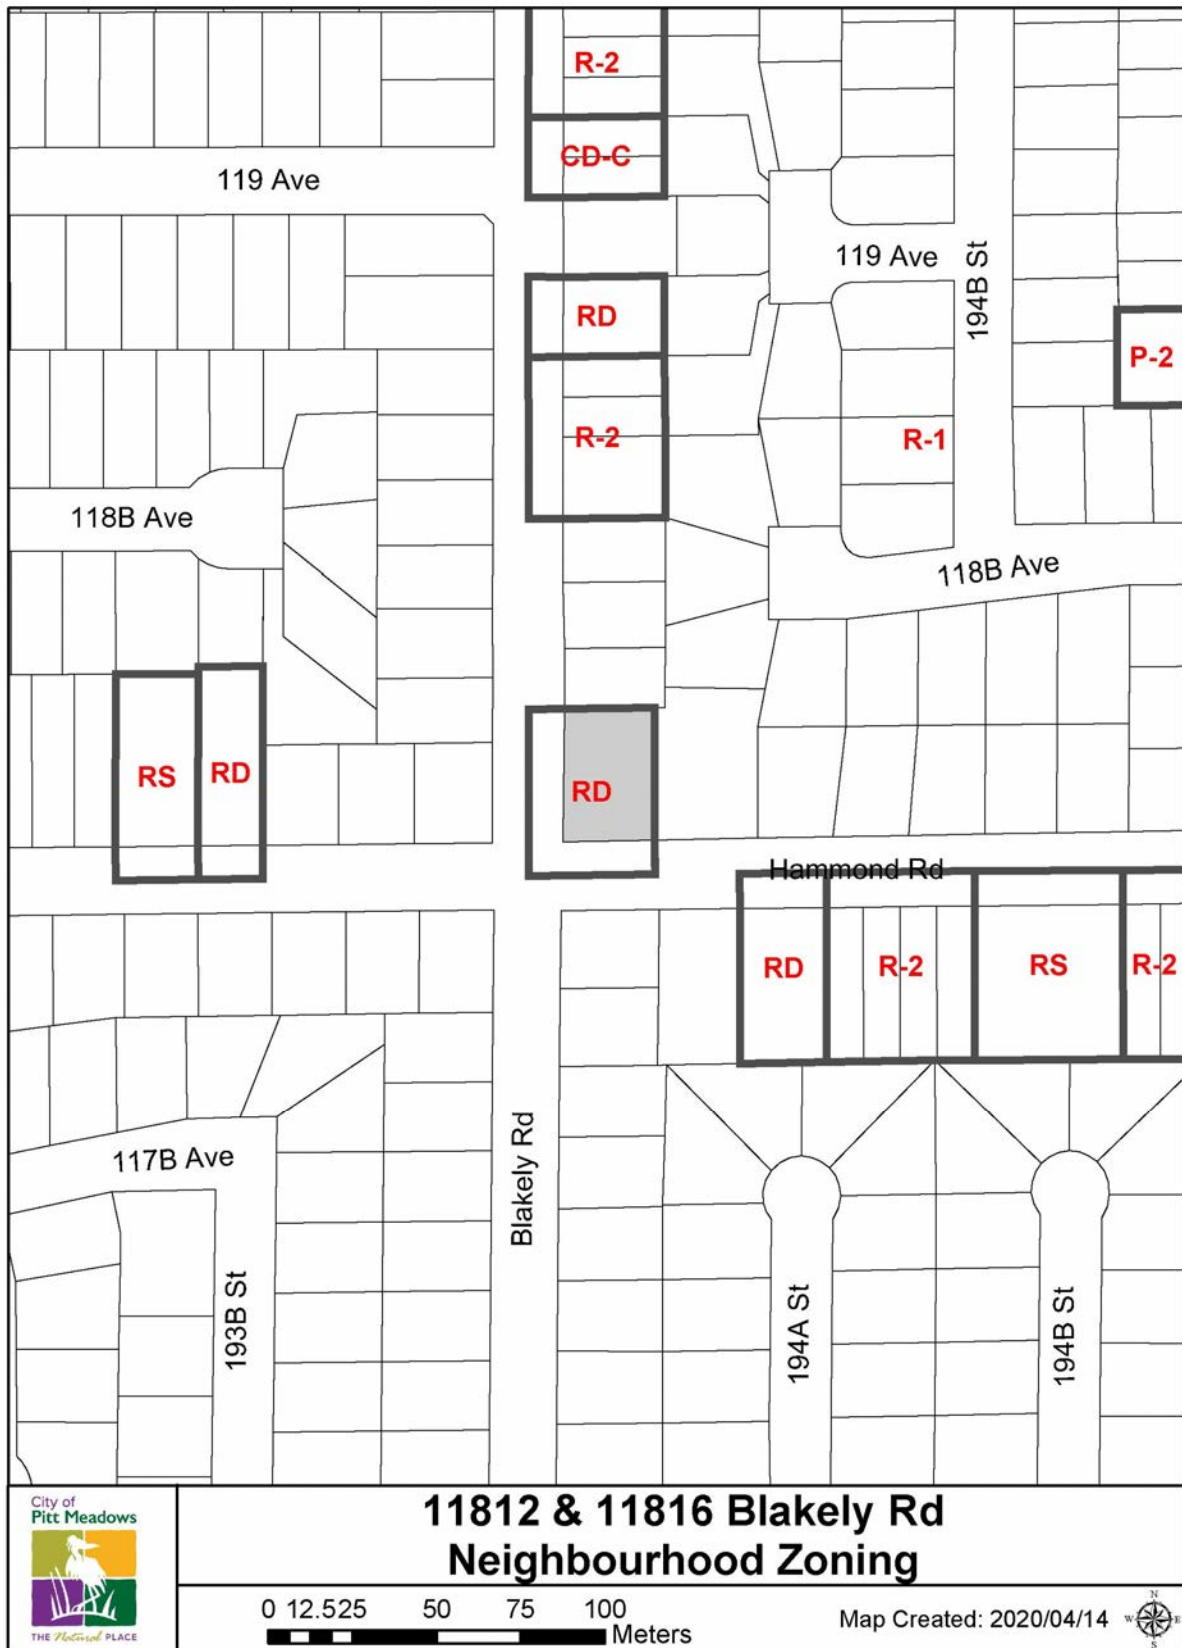 R-2
CD-C
119 Ave
119 Ave
194B St
RD
P-2
R-2
R-1
118B Ave
118B Ave
RS
RD
RD
Hammond Rd
RD
R-2
RS
R-2
117B Ave
Blakely Rd
193B St
194A St
194B St
City of
Pitt Meadows
THE Natural PLACE
11812 & 11816 Blakely Rd
Neighbourhood Zoning
0 12.525 50 75 100
Meters
Map Created: 2020/04/14
N
W E
S